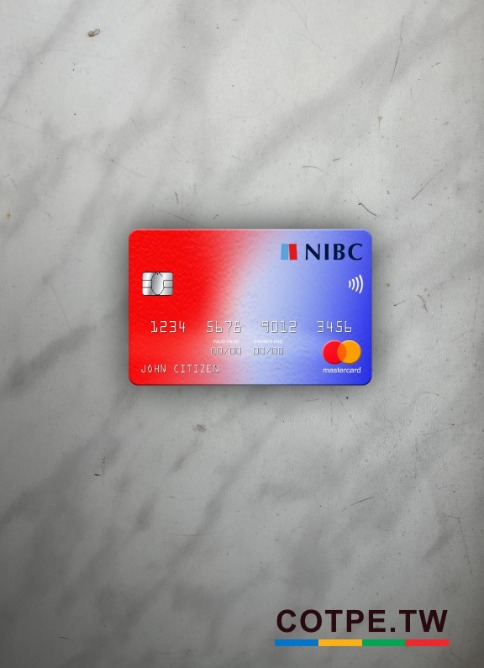 NIBC
1234 5678 9012 3456
00/00 00/00
JOHN CITIZEN
mastercard
COTPE.TW